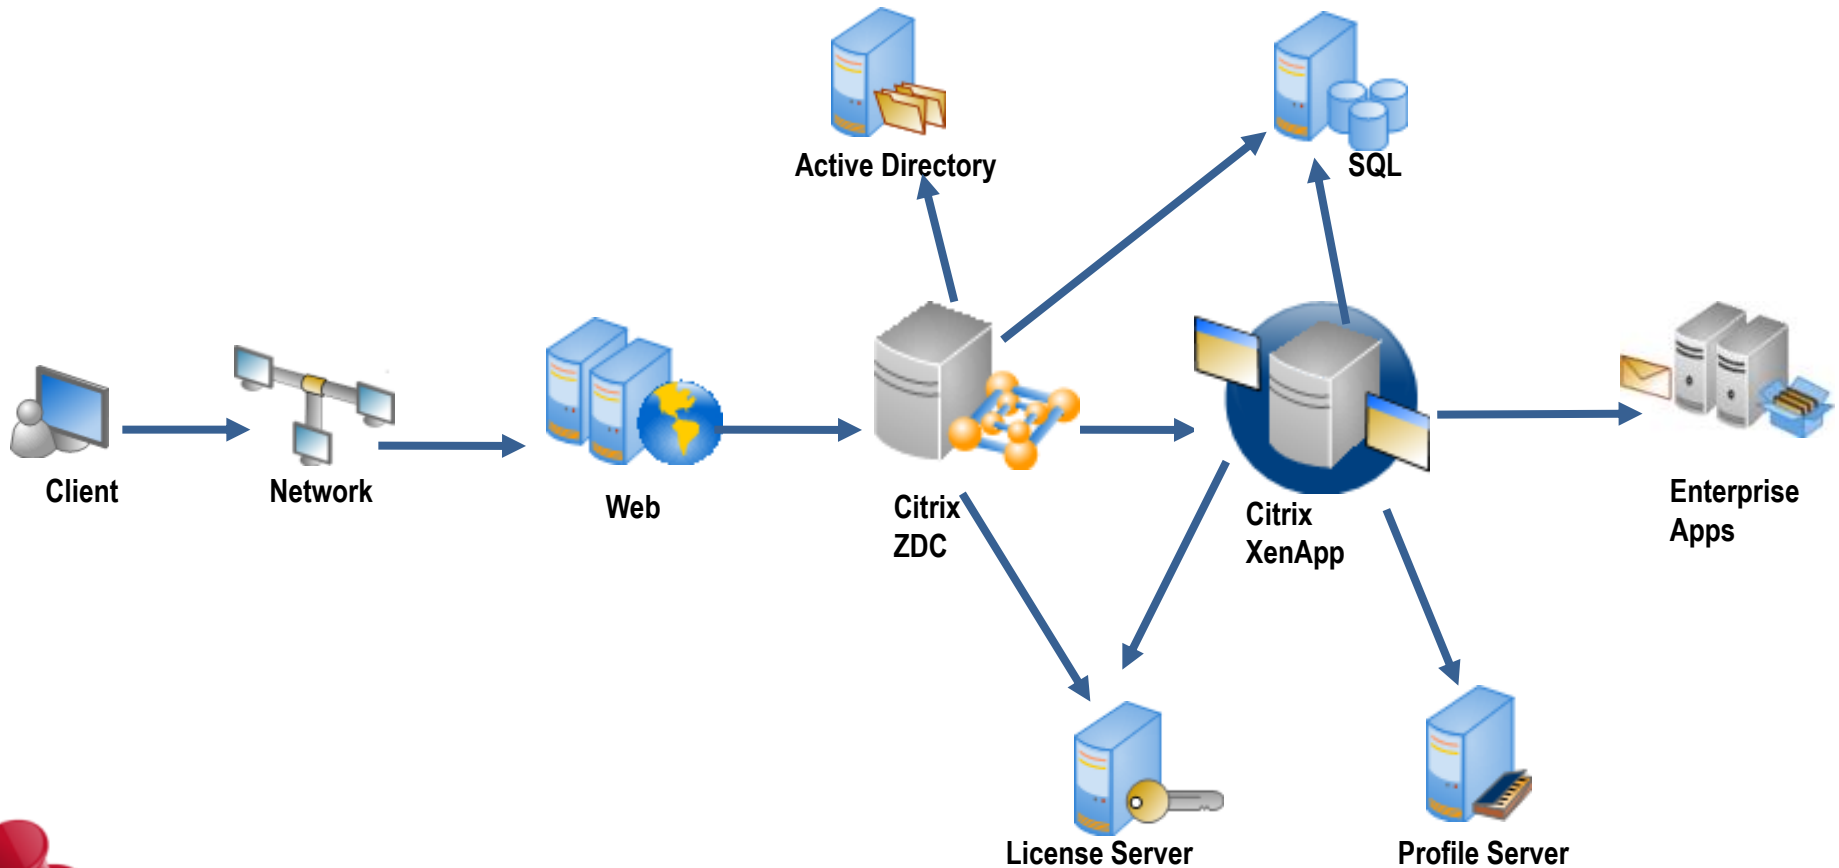 Active Directory
SQL
Client
Network
Web
Citrix
ZDC
Citrix
XenApp
Enterprise
Apps
License Server
Profile Server